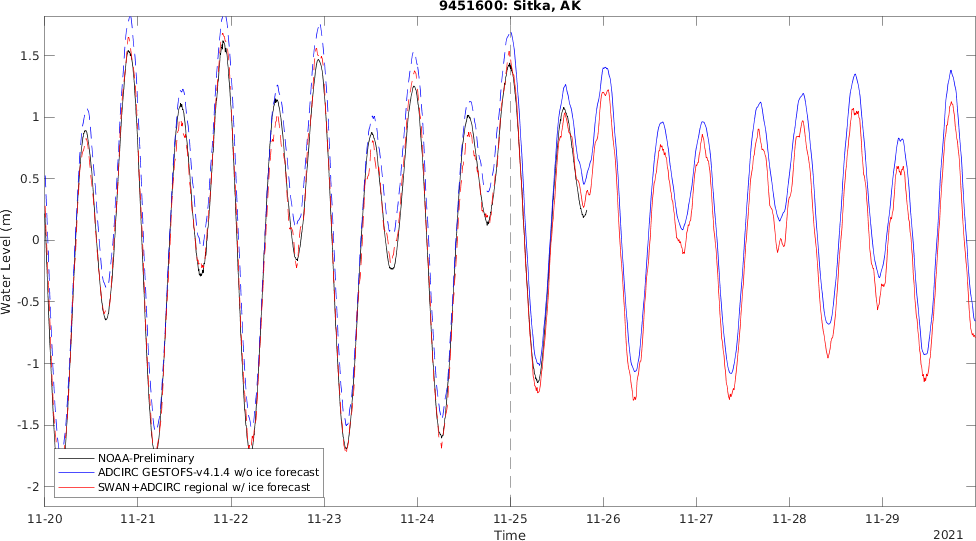 9451600: Sitka, AK
Water Level (m)
1.5
1
0.5
0
-0.5
-1
-1.5
-2
NOAA-Preliminary
ADCIRC GESTOFS-v4.1.4 w/o ice forecast
SWAN+ADCIRC regional w/ ice forecast
11-20 11-21 11-22 11-23 11-24 11-25 11-26 11-27 11-28 11-29
Time
2021